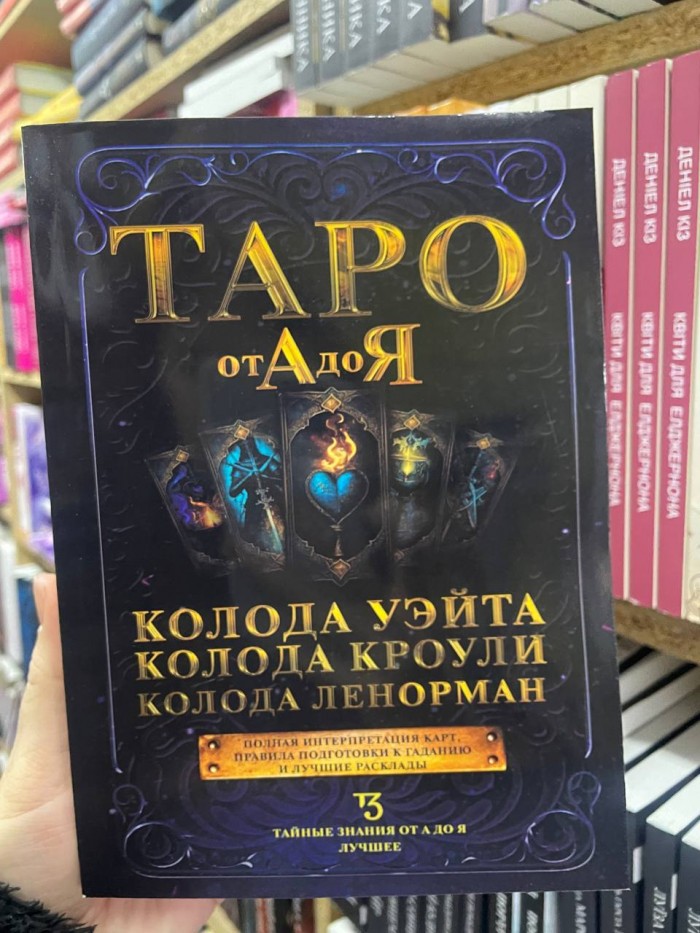 ТАРО
от А до Я
КОЛОДА УЭЙТА
КОЛОДА КРОУЛИ
КОЛОДА ЛЕНОРМАН
ПОЛНАЯ ИНТЕРПРЕТАЦИЯ КАРТ,
ПРАВИЛА ПОДГОТОВКИ К ГАДАНИЮ
И ЛУЧШИЕ РАСКЛАДЫ
ТЗ
ТАЙНЫЕ ЗНАНИЯ ОТ А ДО Я
ЛУЧШЕЕ
ДЕНІЕЛ КІЗ КВІТИ ДЛЯ ЕЛДЖЕРНОНА
ДЕНІЕЛ КІЗ КВІТИ ДЛЯ ЕЛДЖЕРНОНА
ДЕНІЕЛ КІЗ КВІТИ ДЛЯ ЕЛДЖЕРНОНА